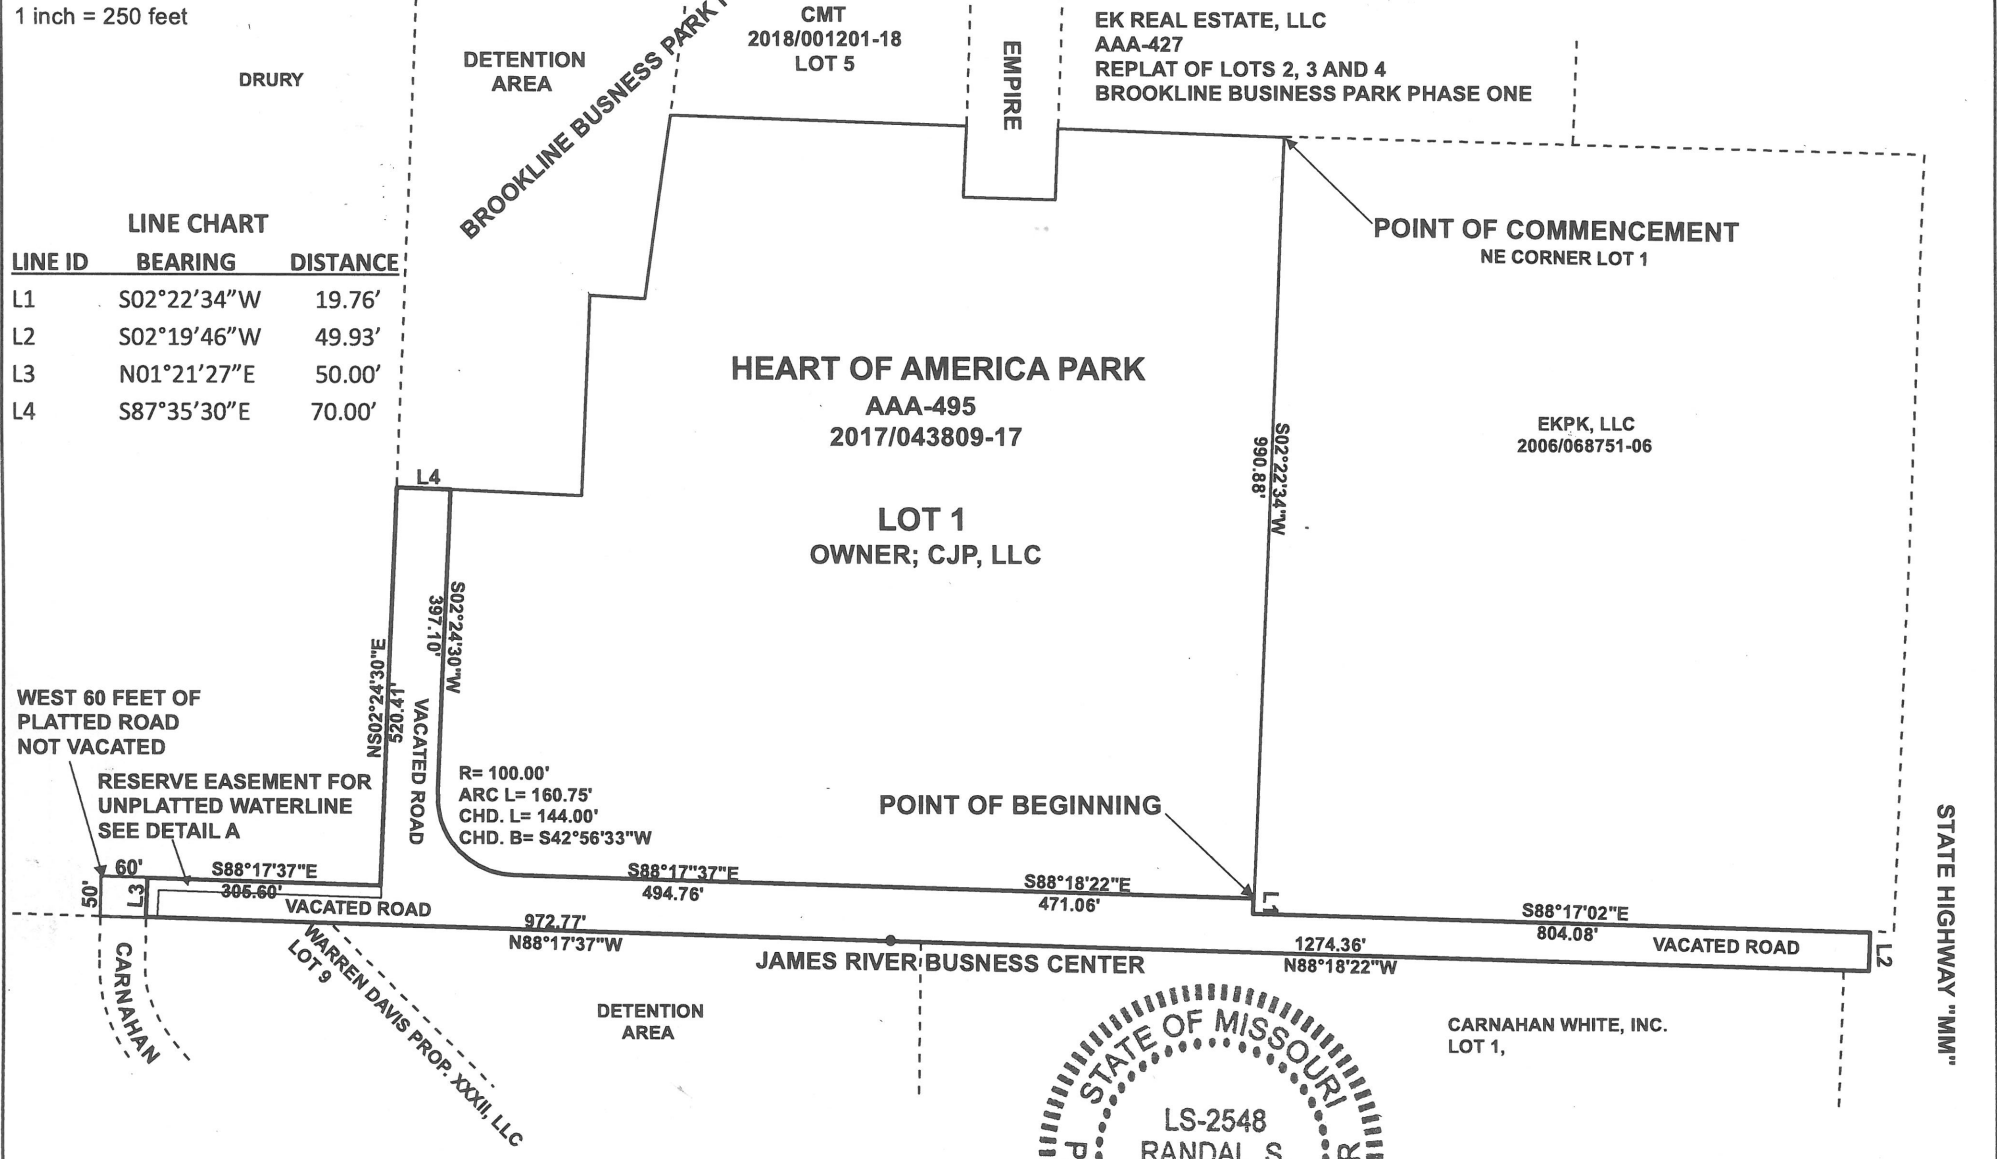 1 inch = 250 feet
DRURY
DETENTION
AREA
BROOKLINE BUSINESS PARK
CMT
2018/001201-18
LOT 5
EMPIRE
EK REAL ESTATE, LLC
AAA-427
REPLAT OF LOTS 2, 3 AND 4
BROOKLINE BUSINESS PARK PHASE ONE
LINE CHART
LINE ID BEARING DISTANCE
L1 S02°22'34"W 19.76'
L2 S02°19'46"W 49.93'
L3 N01°21'27"E 50.00'
L4 S87°35'30"E 70.00'
POINT OF COMMENCEMENT
NE CORNER LOT 1
HEART OF AMERICA PARK
AAA-495
2017/043809-17
LOT 1
OWNER; CJP, LLC
S02°22'34"W
990.88'
EKPK, LLC
2006/068751-06
L4
S02°24'30"W
397.10'
NS02°24'30"E
520.41'
VACATED ROAD
WEST 60 FEET OF
PLATTED ROAD
NOT VACATED
RESERVE EASEMENT FOR
UNPLATTED WATERLINE
SEE DETAIL A
R= 100.00'
ARC L= 160.75'
CHD. L= 144.00'
CHD. B= S42°56'33"W
POINT OF BEGINNING
STATE HIGHWAY "MM"
60'
50'
L3
S88°17'37"E
305.60'
VACATED ROAD
S88°17"37"E
494.76'
S88°18'22"E
471.06'
L1
S88°17'02"E
804.08'
VACATED ROAD
L2
972.77'
N88°17'37"W
1274.36'
N88°18'22"W
JAMES RIVER BUSNESS CENTER
CARNAHAN
WARREN DAVIS PROP. XXXII, LLC
LOT 9
DETENTION
AREA
CARNAHAN WHITE, INC.
LOT 1,
STATE OF MISSOURI
LS-2548
RANDAL S.